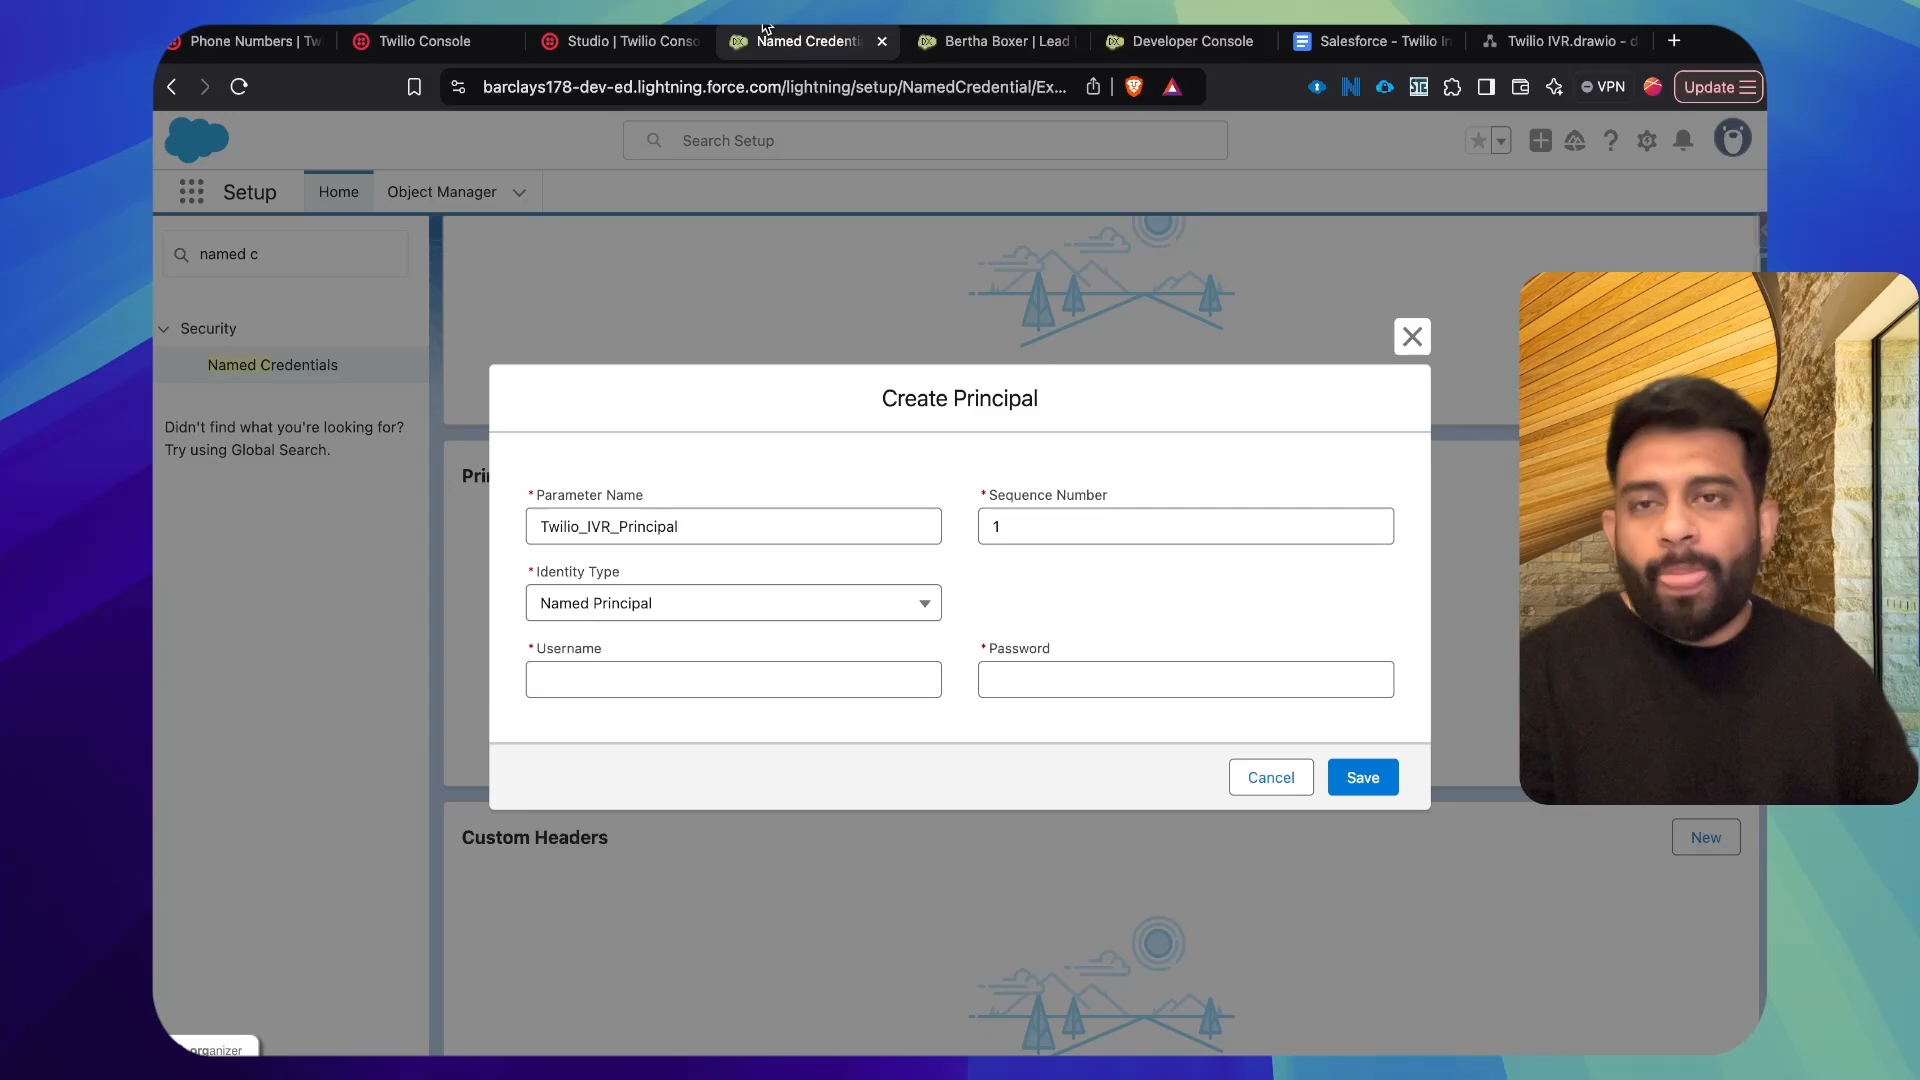 Phone Numbers | Tw
Twilio Console
Studio | Twilio Conso
Named Credenti
Bertha Boxer | Lead
Developer Console
Salesforce - Twilio In
Twilio IVR.drawio - d
barclays178-dev-ed.lightning.force.com/lightning/setup/NamedCredential/Ex...
VPN
Update
Search Setup
Setup
Home
Object Manager
named c
Security
Named Credentials
Didn't find what you're looking for?
Try using Global Search.
Prin
Create Principal
*Parameter Name
Twilio_IVR_Principal
*Sequence Number
1
*Identity Type
Named Principal
*Username
*Password
Cancel
Save
Custom Headers
New
organizer